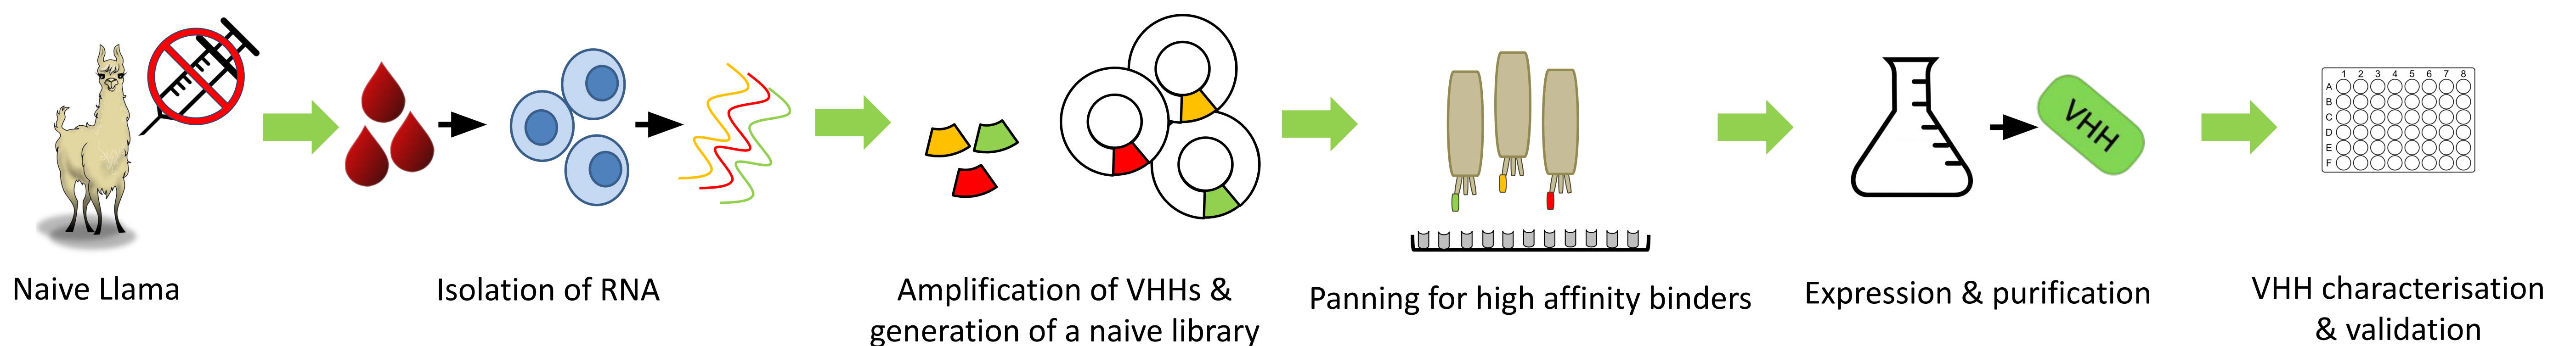 VHH
1 2 3 4 5 6 7 8
A
B
C
D
E
F
Naive Llama
Isolation of RNA
Amplification of VHHs &
generation of a naive library
Panning for high affinity binders
Expression & purification
VHH characterisation
& validation